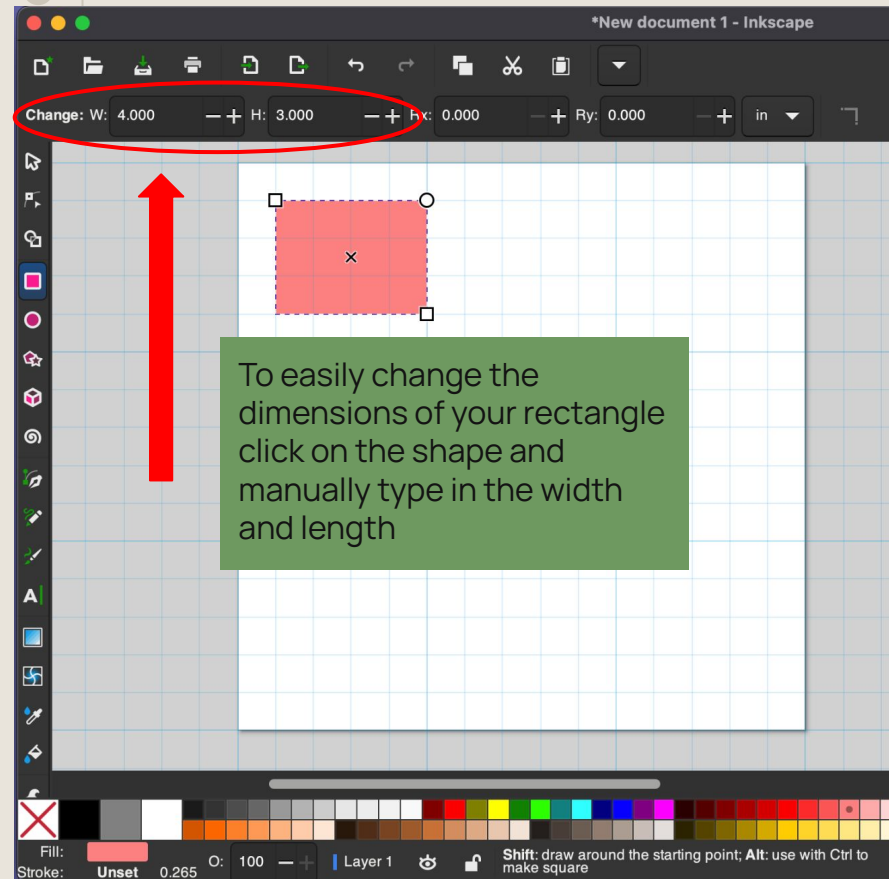 *New document 1 - Inkscape
Change: W: 4.000 H: 3.000 Rx: 0.000 Ry: 0.000 in
To easily change the
dimensions of your rectangle
click on the shape and
manually type in the width
and length
Fill:
Stroke: Unset 0.265 O: 100 Layer 1
Shift: draw around the starting point; Alt: use with Ctrl to
make square